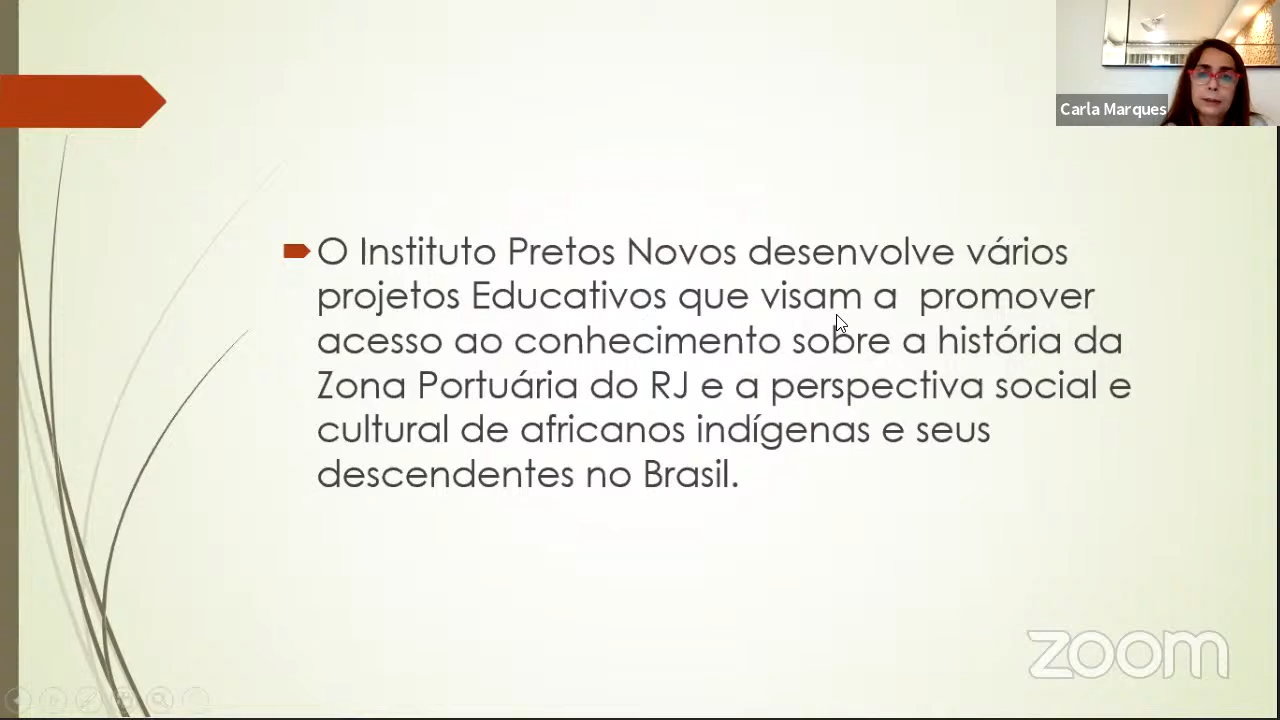 Carla Marques
O Instituto Pretos Novos desenvolve vários
projetos Educativos que visam a promover
acesso ao conhecimento sobre a história da
Zona Portuária do RJ e a perspectiva social e
cultural de africanos indígenas e seus
descendentes no Brasil.
zoom